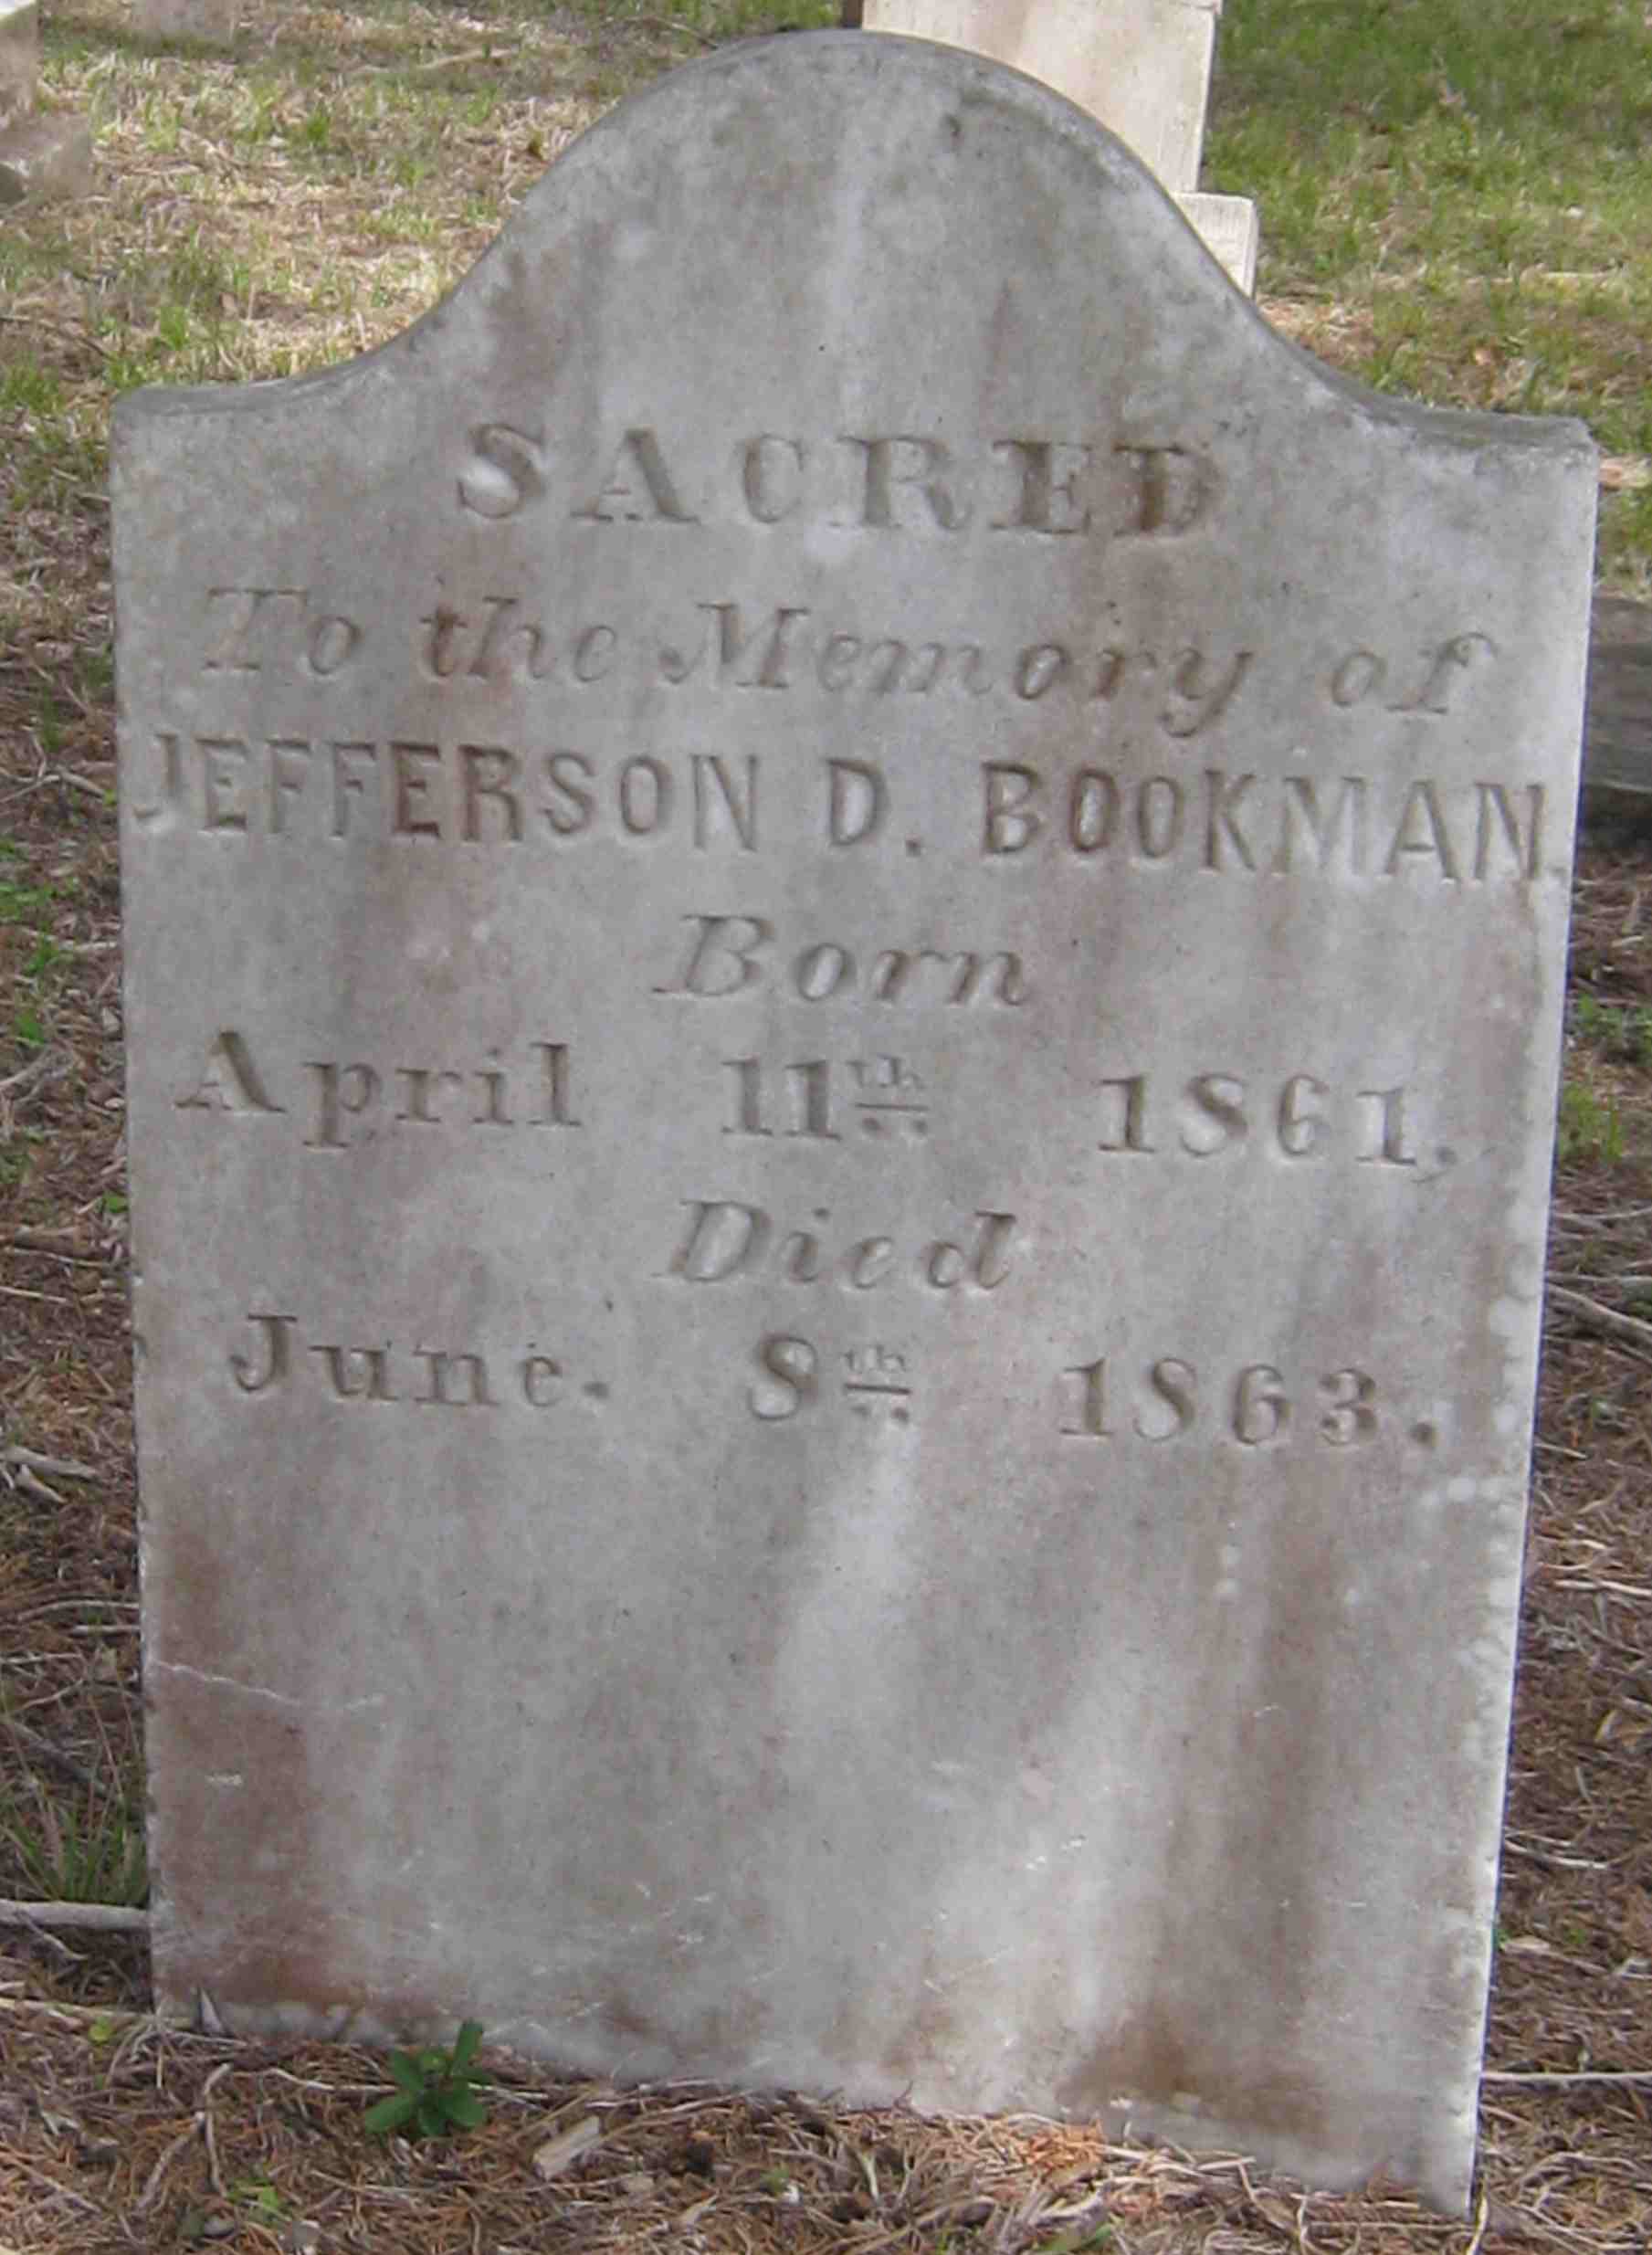 SACRED
To the Memory of
JEFFERSON D. BOOKMAN.
Born
April 11th 1861,
Died
June. 8th 1863.